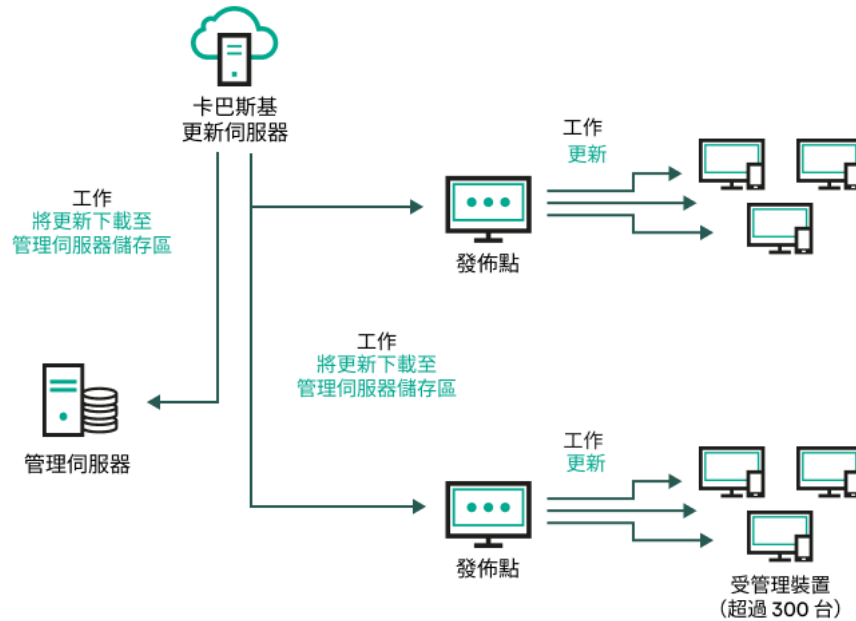 卡巴斯基
更新伺服器
工作
更新
工作
將更新下載至
管理伺服器儲存區
發佈點
工作
將更新下載至
管理伺服器儲存區
管理伺服器
工作
更新
發佈點
受管理裝置
（超過 300 台）